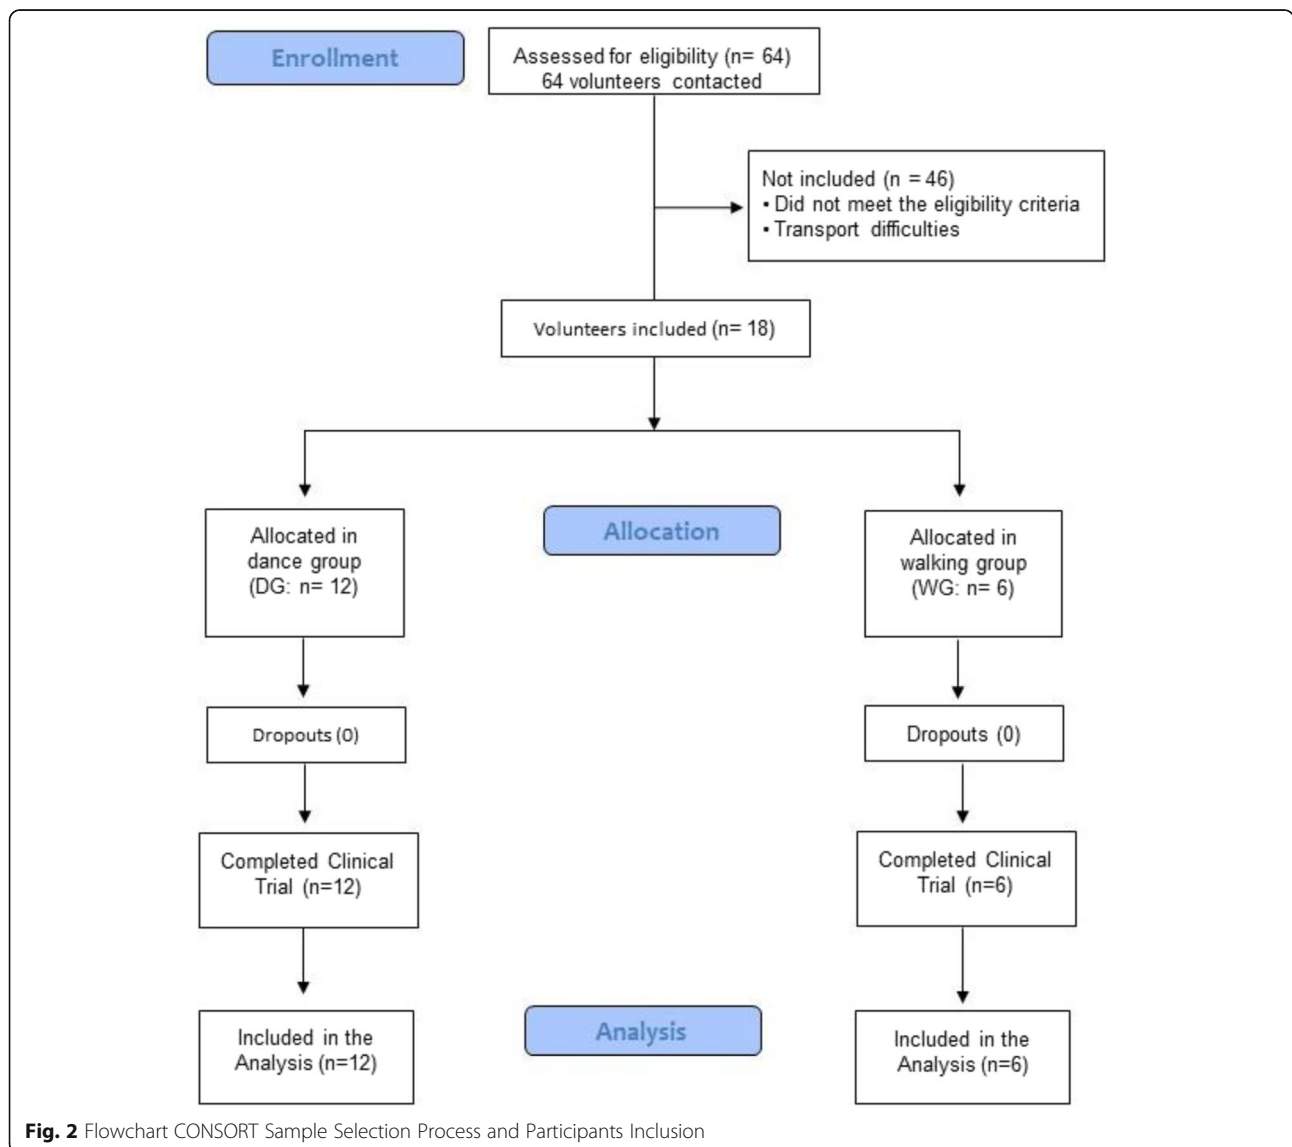 Enrollment
Assessed for eligibility (n= 64)
64 volunteers contacted
Not included (n = 46)
• Did not meet the eligibility criteria
• Transport difficulties
Volunteers included (n= 18)
Allocation
Allocated in
dance group
(DG: n= 12)
Allocated in
walking group
(WG: n= 6)
Dropouts (0)
Dropouts (0)
Completed Clinical
Trial (n=12)
Completed Clinical
Trial (n=6)
Analysis
Included in the
Analysis (n=12)
Included in the
Analysis (n=6)
Fig. 2 Flowchart CONSORT Sample Selection Process and Participants Inclusion